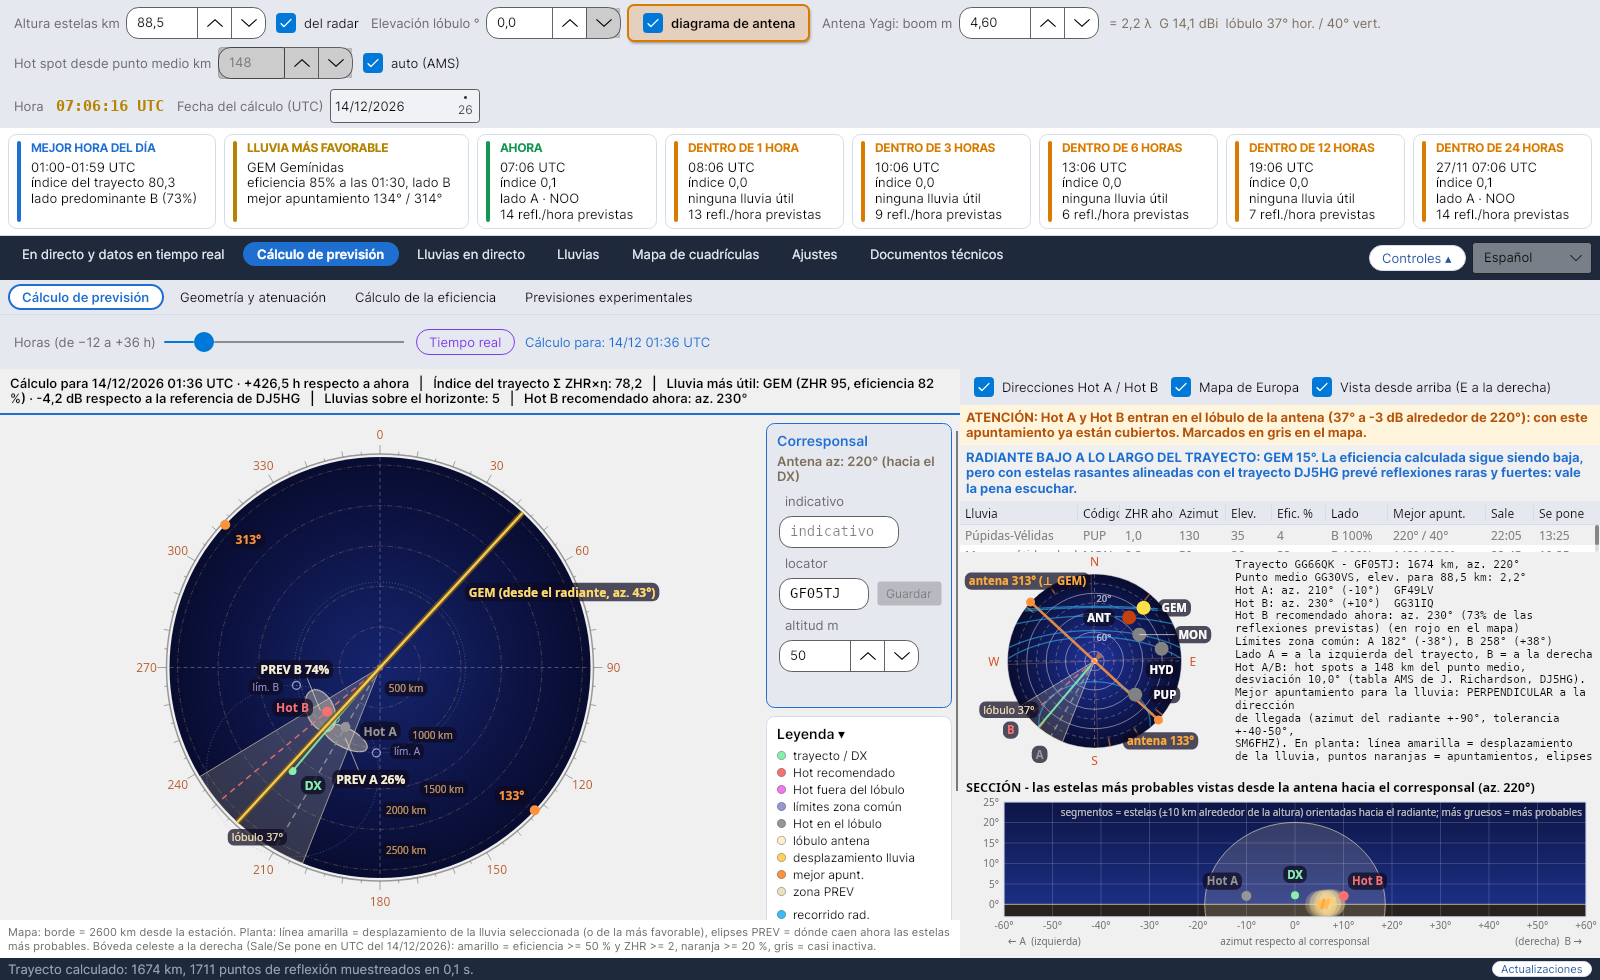 Altura estelas km 88,5 del radar Elevación lóbulo ° 0,0 diagrama de antena Antena Yagi: boom m 4,60 = 2,2 λ G 14,1 dBi lóbulo 37° hor. / 40° vert.
Hot spot desde punto medio km 148 auto (AMS)
Hora 07:06:16 UTC Fecha del cálculo (UTC) 14/12/2026 26
MEJOR HORA DEL DÍA
01:00-01:59 UTC
índice del trayecto 80,3
lado predominante B (73%)
LLUVIA MÁS FAVORABLE
GEM Gemínidas
eficiencia 85% a las 01:30, lado B
mejor apuntamiento 134° / 314°
AHORA
07:06 UTC
índice 0,1
lado A · NOO
14 refl./hora previstas
DENTRO DE 1 HORA
08:06 UTC
índice 0,0
ninguna lluvia útil
13 refl./hora previstas
DENTRO DE 3 HORAS
10:06 UTC
índice 0,0
ninguna lluvia útil
9 refl./hora previstas
DENTRO DE 6 HORAS
13:06 UTC
índice 0,0
ninguna lluvia útil
6 refl./hora previstas
DENTRO DE 12 HORAS
19:06 UTC
índice 0,0
ninguna lluvia útil
7 refl./hora previstas
DENTRO DE 24 HORAS
27/11 07:06 UTC
índice 0,1
lado A · NOO
14 refl./hora previstas
En directo y datos en tiempo real Cálculo de previsión Lluvias en directo Lluvias Mapa de cuadrículas Ajustes Documentos técnicos Controles ▴ Español
Cálculo de previsión Geometría y atenuación Cálculo de la eficiencia Previsiones experimentales
Horas (de −12 a +36 h) Tiempo real Cálculo para: 14/12 01:36 UTC
Cálculo para 14/12/2026 01:36 UTC · +426,5 h respecto a ahora | Índice del trayecto Σ ZHR×η: 78,2 | Lluvia más útil: GEM (ZHR 95, eficiencia 82
%) · -4,2 dB respecto a la referencia de DJ5HG | Lluvias sobre el horizonte: 5 | Hot B recomendado ahora: az. 230°
0
330
30
313°
300
60
GEM (desde el radiante, az. 43°)
270
90
PREV B 74%
lím. B
500 km
Hot B
Hot A
1000 km
lím. A
PREV A 26%
240
DX
1500 km
133°
120
2000 km
lóbulo 37°
2500 km
210
150
180
Corresponsal
Antena az: 220° (hacia el
DX)
indicativo
indicativo
locator
GF05TJ Guardar
altitud m
50
Leyenda ▾
trayecto / DX
Hot recomendado
Hot fuera del lóbulo
límites zona común
Hot en el lóbulo
lóbulo antena
desplazamiento lluvia
mejor apunt.
zona PREV
recorrido rad.
Direcciones Hot A / Hot B Mapa de Europa Vista desde arriba (E a la derecha)
ATENCIÓN: Hot A y Hot B entran en el lóbulo de la antena (37° a -3 dB alrededor de 220°): con este
apuntamiento ya están cubiertos. Marcados en gris en el mapa.
RADIANTE BAJO A LO LARGO DEL TRAYECTO: GEM 15°. La eficiencia calculada sigue siendo baja,
pero con estelas rasantes alineadas con el trayecto DJ5HG prevé reflexiones raras y fuertes: vale
la pena escuchar.
Lluvia Código ZHR aho Azimut Elev. Efic. % Lado Mejor apunt. Sale Se pone
Púpidas-Vélidas PUP 1,0 130 35 4 B 100% 220° / 40° 22:05 13:25
N
antena 313° (⊥ GEM)
20°
GEM
ANT
MON
60°
W
E
HYD
PUP
lóbulo 37°
B
antena 133°
A
S
Trayecto GG66QK - GF05TJ: 1674 km, az. 220°
Punto medio GG30VS, elev. para 88,5 km: 2,2°
Hot A: az. 210° (-10°) GF49LV
Hot B: az. 230° (+10°) GG31IQ
Hot B recomendado ahora: az. 230° (73% de las
reflexiones previstas) (en rojo en el mapa)
Límites zona común: A 182° (-38°), B 258° (+38°)
Lado A = a la izquierda del trayecto, B = a la derecha
Hot A/B: hot spots a 148 km del punto medio,
desviación 10,0° (tabla AMS de J. Richardson, DJ5HG).
Mejor apuntamiento para la lluvia: PERPENDICULAR a la
dirección
de llegada (azimut del radiante +-90°, tolerancia
+-40-50°,
SM6FHZ). En planta: línea amarilla = desplazamiento
de la lluvia, puntos naranjas = apuntamientos, elipses
SECCIÓN - las estelas más probables vistas desde la antena hacia el corresponsal (az. 220°)
25°
segmentos = estelas (±10 km alrededor de la altura) orientadas hacia el radiante; más gruesos = más probables
20°
15°
10°
5°
0°
Hot A
DX
Hot B
-60° -50° -40° -30° -20° -10° 0° +10° +20° +30° +40° +50° +60°
← A (izquierda) azimut respecto al corresponsal (derecha) B →
Mapa: borde = 2600 km desde la estación. Planta: línea amarilla = desplazamiento de la lluvia seleccionada (o de la más favorable), elipses PREV = dónde caen ahora las estelas
más probables. Bóveda celeste a la derecha (Sale/Se pone en UTC del 14/12/2026): amarillo = eficiencia >= 50 % y ZHR >= 2, naranja >= 20 %, gris = casi inactiva.
Trayecto calculado: 1674 km, 1711 puntos de reflexión muestreados en 0,1 s. Actualizaciones